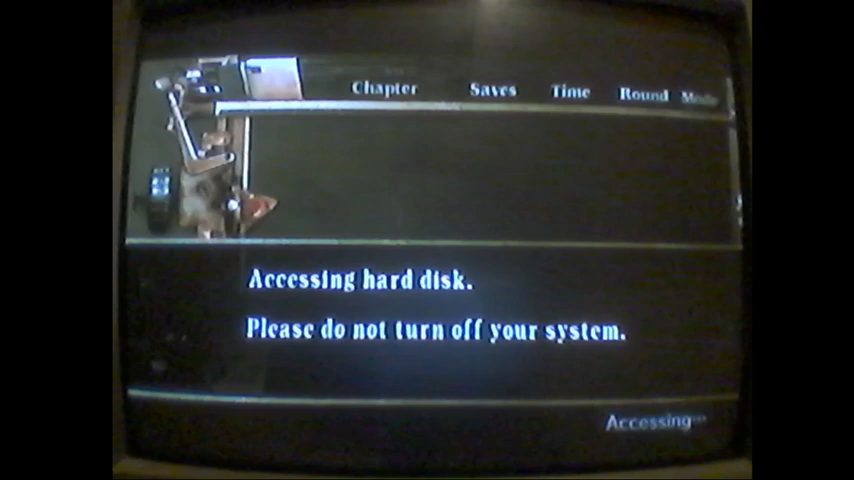 Chapter Saves Time Round Mode
Accessing hard disk.
Please do not turn off your system.
Accessing...